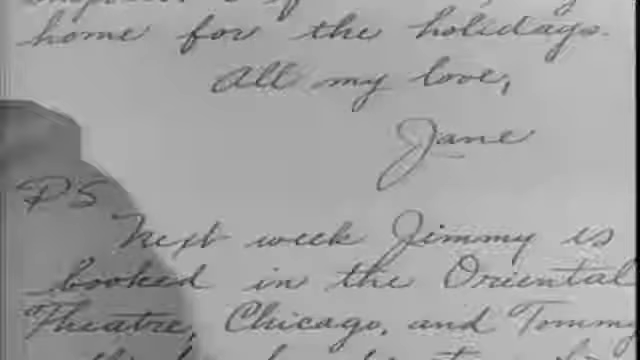 home for the holidays.
All my love,
Jane
PS
Next week Jimmy is
booked in the Oriental
Theatre, Chicago, and Tommy